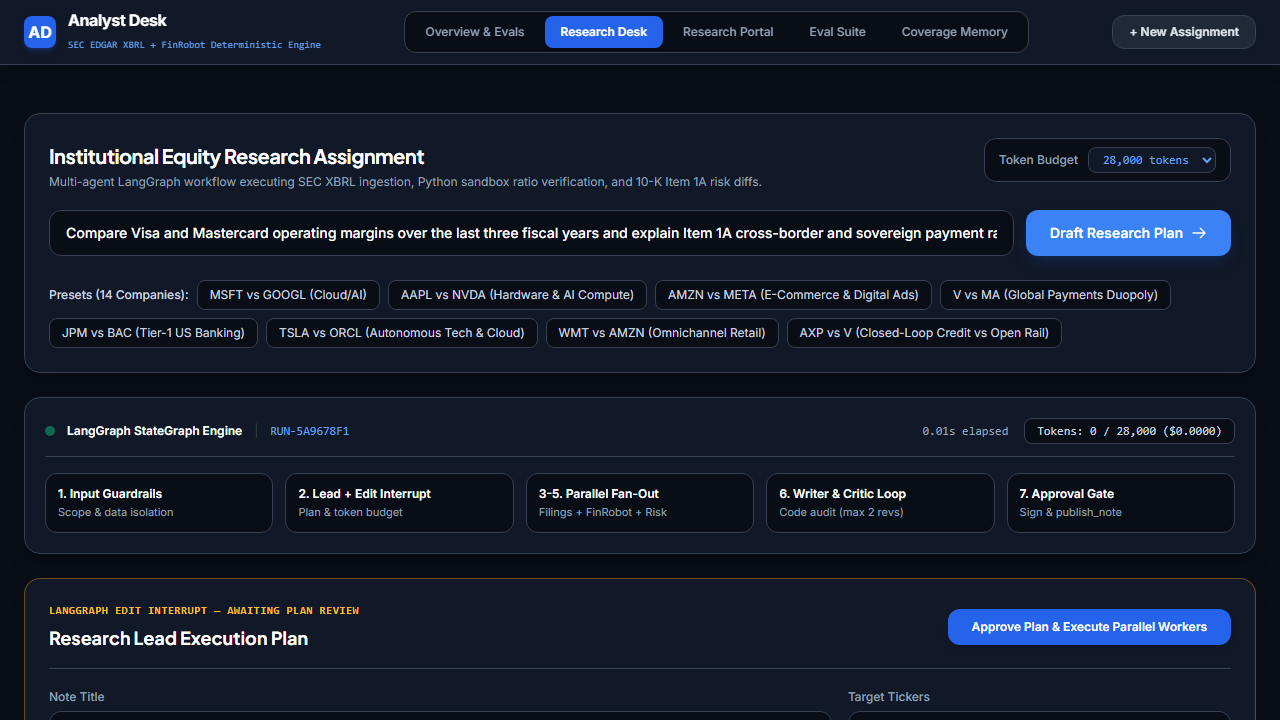 AD
Analyst Desk
SEC EDGAR XBRL + FinRobot Deterministic Engine
Overview & Evals
Research Desk
Research Portal
Eval Suite
Coverage Memory
+ New Assignment
Institutional Equity Research Assignment
Multi-agent LangGraph workflow executing SEC XBRL ingestion, Python sandbox ratio verification, and 10-K Item 1A risk diffs.
Token Budget
28,000 tokens
Compare Visa and Mastercard operating margins over the last three fiscal years and explain Item 1A cross-border and sovereign payment
Draft Research Plan →
Presets (14 Companies):
MSFT vs GOOGL (Cloud/AI)
AAPL vs NVDA (Hardware & AI Compute)
AMZN vs META (E-Commerce & Digital Ads)
V vs MA (Global Payments Duopoly)
JPM vs BAC (Tier-1 US Banking)
TSLA vs ORCL (Autonomous Tech & Cloud)
WMT vs AMZN (Omnichannel Retail)
AXP vs V (Closed-Loop Credit vs Open Rail)
LangGraph StateGraph Engine
RUN-5A9678F1
0.01s elapsed
Tokens: 0 / 28,000 ($0.0000)
1. Input Guardrails
Scope & data isolation
2. Lead + Edit Interrupt
Plan & token budget
3-5. Parallel Fan-Out
Filings + FinRobot + Risk
6. Writer & Critic Loop
Code audit (max 2 revs)
7. Approval Gate
Sign & publish_note
LANGGRAPH EDIT INTERRUPT — AWAITING PLAN REVIEW
Research Lead Execution Plan
Approve Plan & Execute Parallel Workers
Note Title
Target Tickers